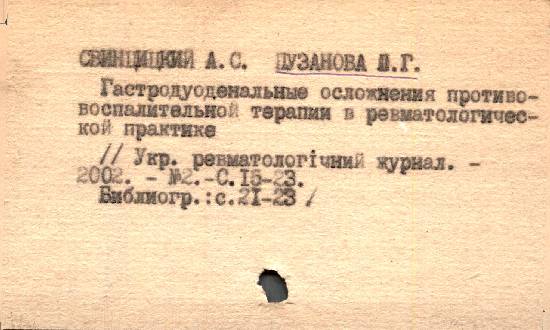 СВИНЦИЦКИЙ А.С. ПУЗАНОВА Ш.Г.
Гастродуоденальные осложнения противо-
воспалительной терапии в ревматологичес-
кой практике
// Укр. ревматологічний журнал. -
2002. - №2.-С.15-23.
Библиогр.:с.21-23